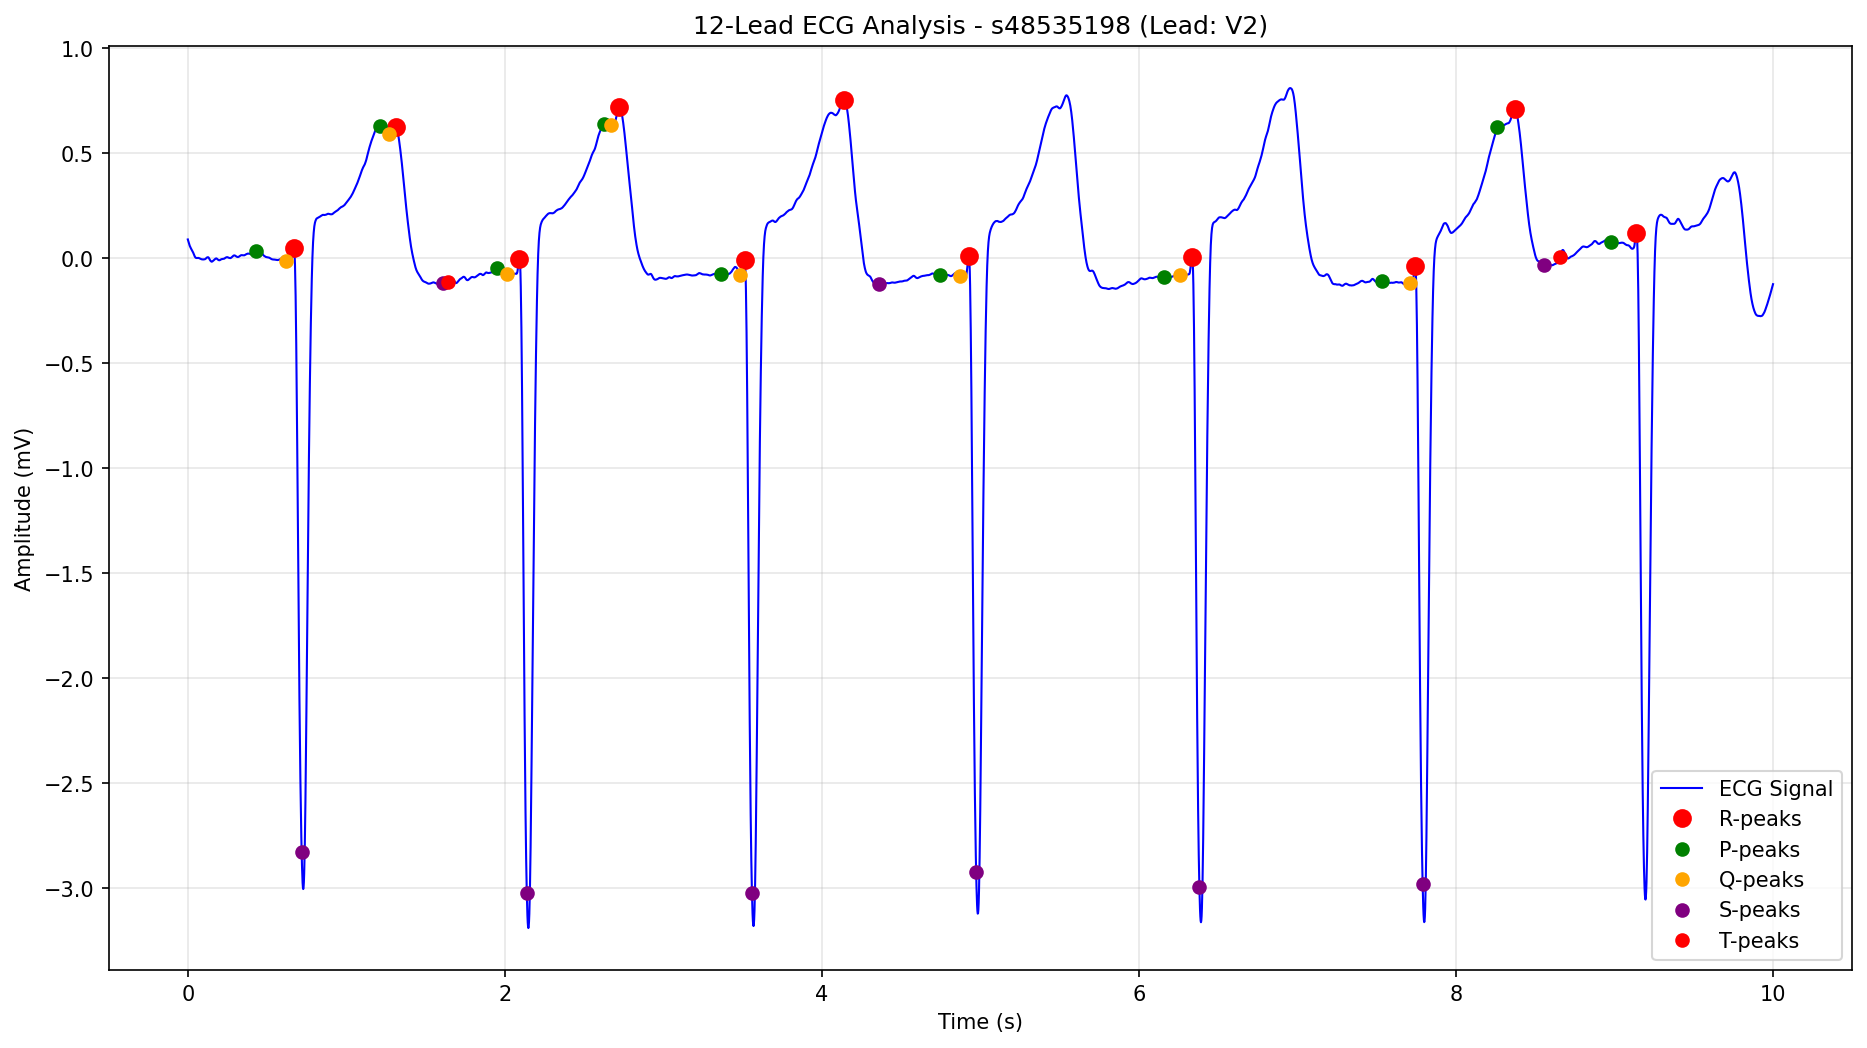 12-Lead ECG Analysis - s48535198 (Lead: V2)
Amplitude (mV)
1.0
0.5
0.0
−0.5
−1.0
−1.5
−2.0
−2.5
−3.0
ECG Signal
R-peaks
P-peaks
Q-peaks
S-peaks
T-peaks
0 2 4 6 8 10
Time (s)